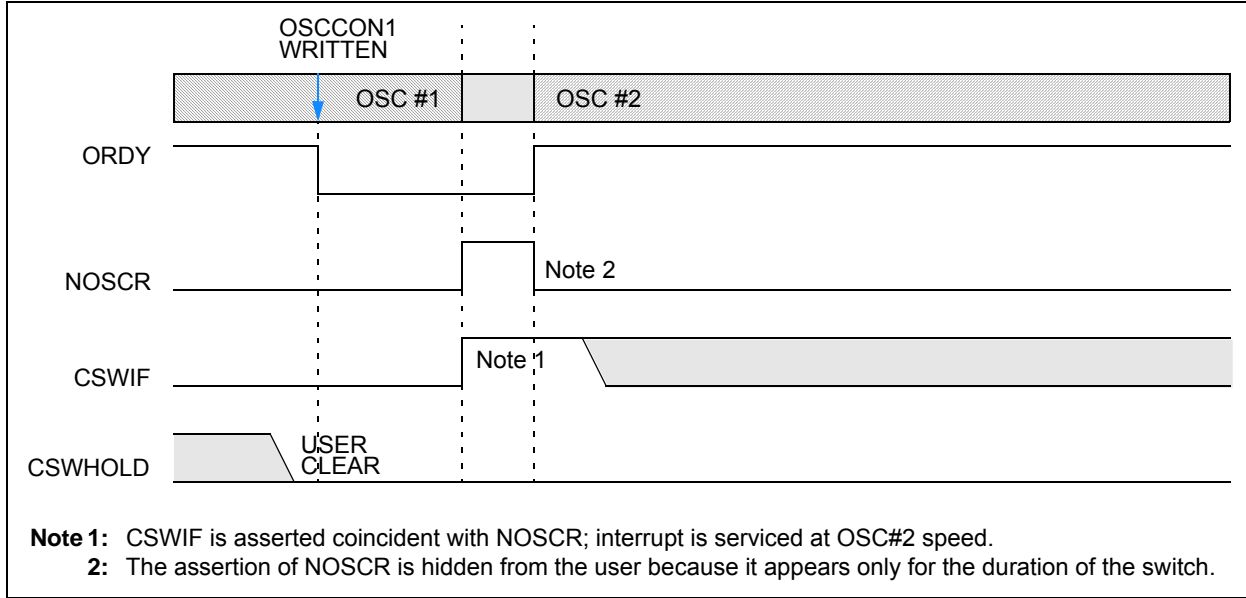 OSCCON1
WRITTEN
OSC #1
OSC #2
ORDY
NOSCR
Note 2
CSWIF
Note 1
CSWHOLD
USER
CLEAR
Note 1: CSWIF is asserted coincident with NOSCR; interrupt is serviced at OSC#2 speed.
2: The assertion of NOSCR is hidden from the user because it appears only for the duration of the switch.